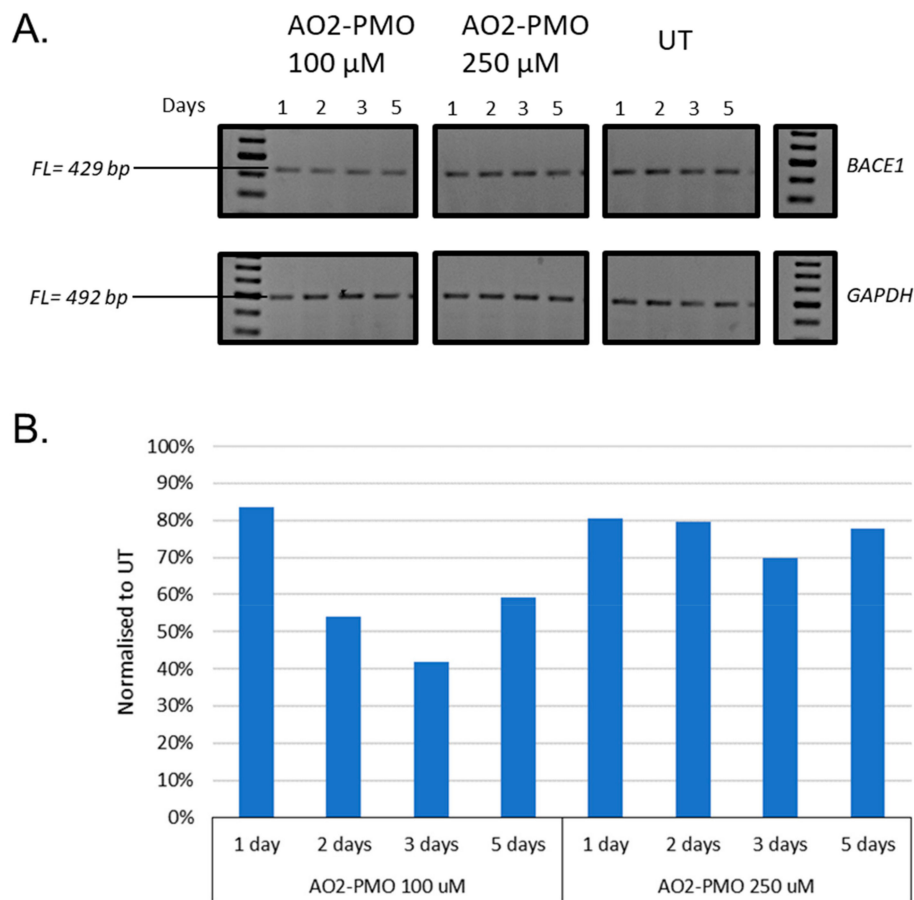 A.
AO2-PMO 100 µM
AO2-PMO 250 µM
UT
Days 1 2 3 5 1 2 3 5 1 2 3 5
FL= 429 bp
BACE1
FL= 492 bp
GAPDH
B.
Normalised to UT
100%
90%
80%
70%
60%
50%
40%
30%
20%
10%
0%
1 day 2 days 3 days 5 days 1 day 2 days 3 days 5 days
AO2-PMO 100 uM AO2-PMO 250 uM